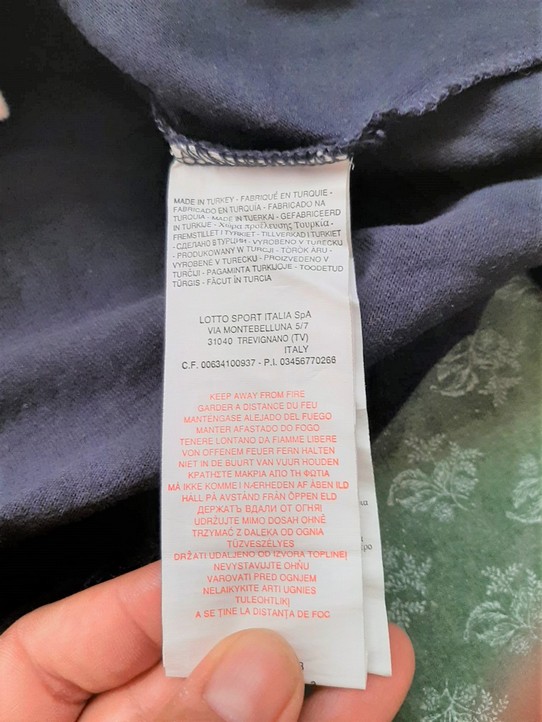 MADE IN TURKEY - FABRIQUÉ EN TURQUIE -
FABRICADO EN TURQUÍA - FABRICADO NA
TURQUIA - MADE IN TUERKAI - GEFABRICEERD
IN TURKIJE - Χώρα προέλευσης Τουρκία -
FREMSTILLET I TYRKIET - TILLVERKAD I TURKIET
- СДЕЛАНО В ТУРЦИИ - VYROBENO V TURECKU
- PRODUKOWANY W TURCJI - TÖRÖK ÁRU -
VYROBENE V TURECKU - PROIZVEDENO V
TURČIJI - PAGAMINTA TURKIJOJE - TOODETUD
TÜRGIS - FĂCUT ÎN TURCIA
LOTTO SPORT ITALIA SpA
VIA MONTEBELLUNA 5/7
31040 TREVIGNANO (TV)
ITALY
C.F. 00634100937 - P.I. 03456770266
KEEP AWAY FROM FIRE
GARDER A DISTANCE DU FEU
MANTENGASE ALEJADO DEL FUEGO
MANTER AFASTADO DO FOGO
TENERE LONTANO DA FIAMME LIBERE
VON OFFENEM FEUER FERN HALTEN
NIET IN DE BUURT VAN VUUR HOUDEN
ΚΡΑΤΗΣΤΕ ΜΑΚΡΙΑ ΑΠΟ ΤΗ ΦΩΤΙΑ
MÅ IKKE KOMME I NÆRHEDEN AF ÅBEN ILD
HÅLL PÅ AVSTÅND FRÅN ÖPPEN ELD
ДЕРЖАТЬ ВДАЛИ ОТ ОГНЯ!
UDRŽUJTE MIMO DOSAH OHNĚ
TRZYMAĆ Z DALEKA OD OGNIA
TŰZVESZÉLYES
DRŽATI UDALJENO OD IZVORA TOPLINE!
NEVYSTAVUJTE OHŇU
VAROVATI PRED OGNJEM
NELAIKYKITE ARTI UGNIES
TULEOHTLIK!
A SE ȚINE LA DISTANȚA DE FOC